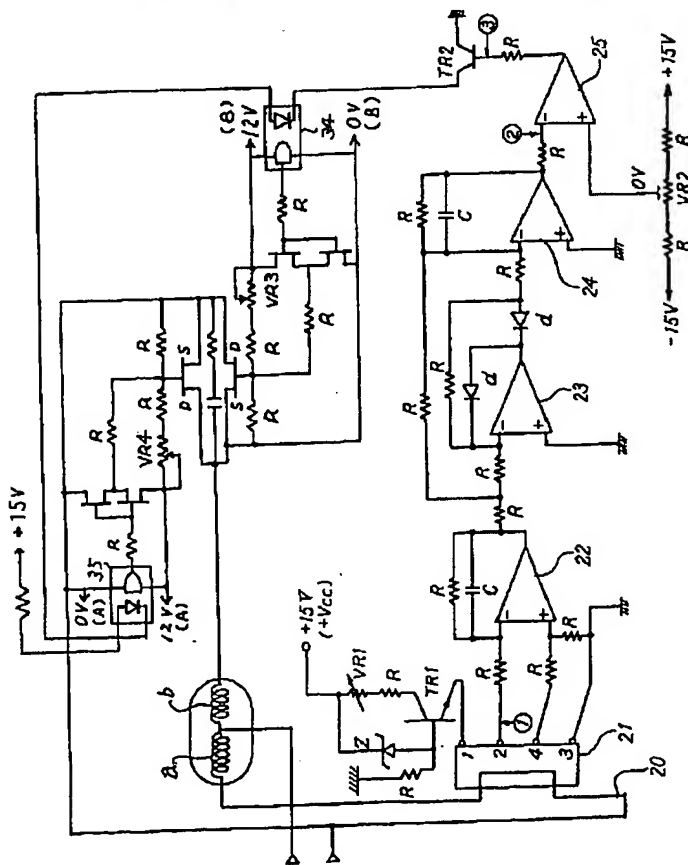 +15V
35
0V
(A)
12V
(A)
R
R
VR4
R
R
D
S
S
D
R
R
VR3
R
R
12V
(B)
34
0V
(B)
TR2
③
R
a
b
+15V
(+Vcc)
VR1
R
Z
R
TR1
1
2
4
3
①
21
20
R
R
R
R
C
22
R
R
R
R
d
d
23
R
R
C
24
②
R
25
0V
-15V
R
VR2
R
+15V